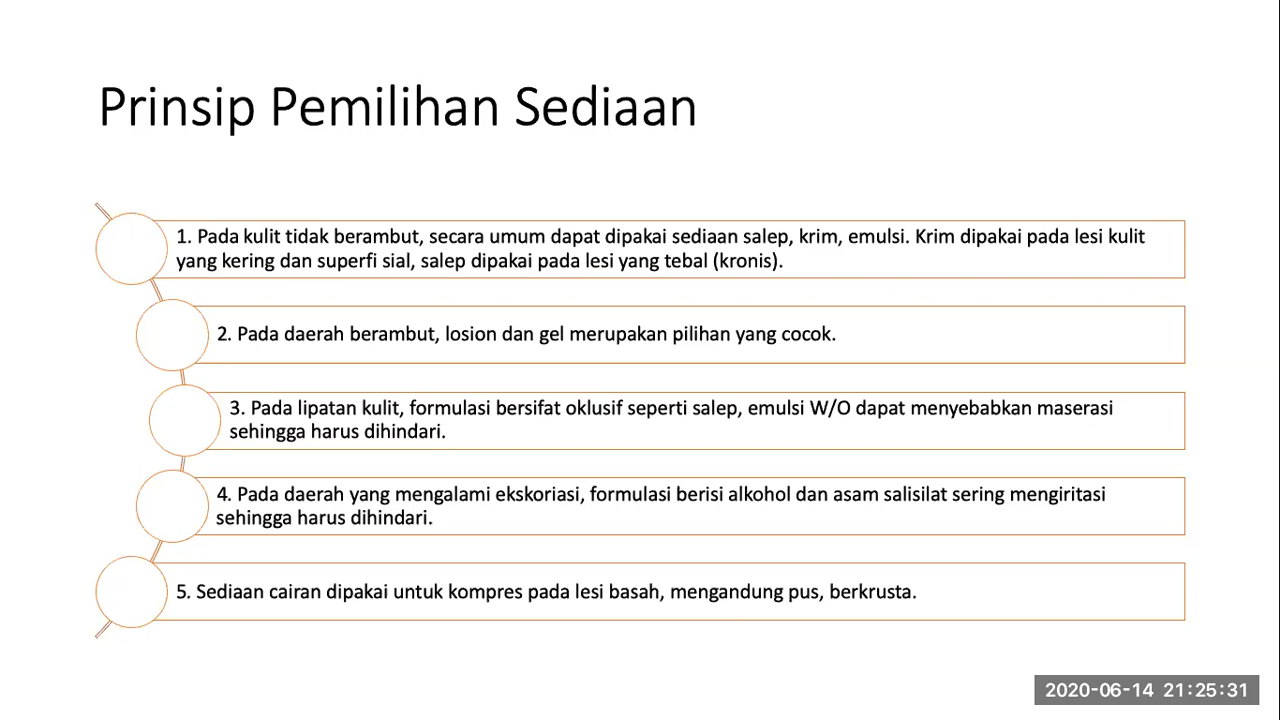 Prinsip Pemilihan Sediaan
1. Pada kulit tidak berambut, secara umum dapat dipakai sediaan salep, krim, emulsi. Krim dipakai pada lesi kulit
yang kering dan superfi sial, salep dipakai pada lesi yang tebal (kronis).
2. Pada daerah berambut, losion dan gel merupakan pilihan yang cocok.
3. Pada lipatan kulit, formulasi bersifat oklusif seperti salep, emulsi W/O dapat menyebabkan maserasi
sehingga harus dihindari.
4. Pada daerah yang mengalami ekskoriasi, formulasi berisi alkohol dan asam salisilat sering mengiritasi
sehingga harus dihindari.
5. Sediaan cairan dipakai untuk kompres pada lesi basah, mengandung pus, berkrusta.
2020-06-14 21:25:31